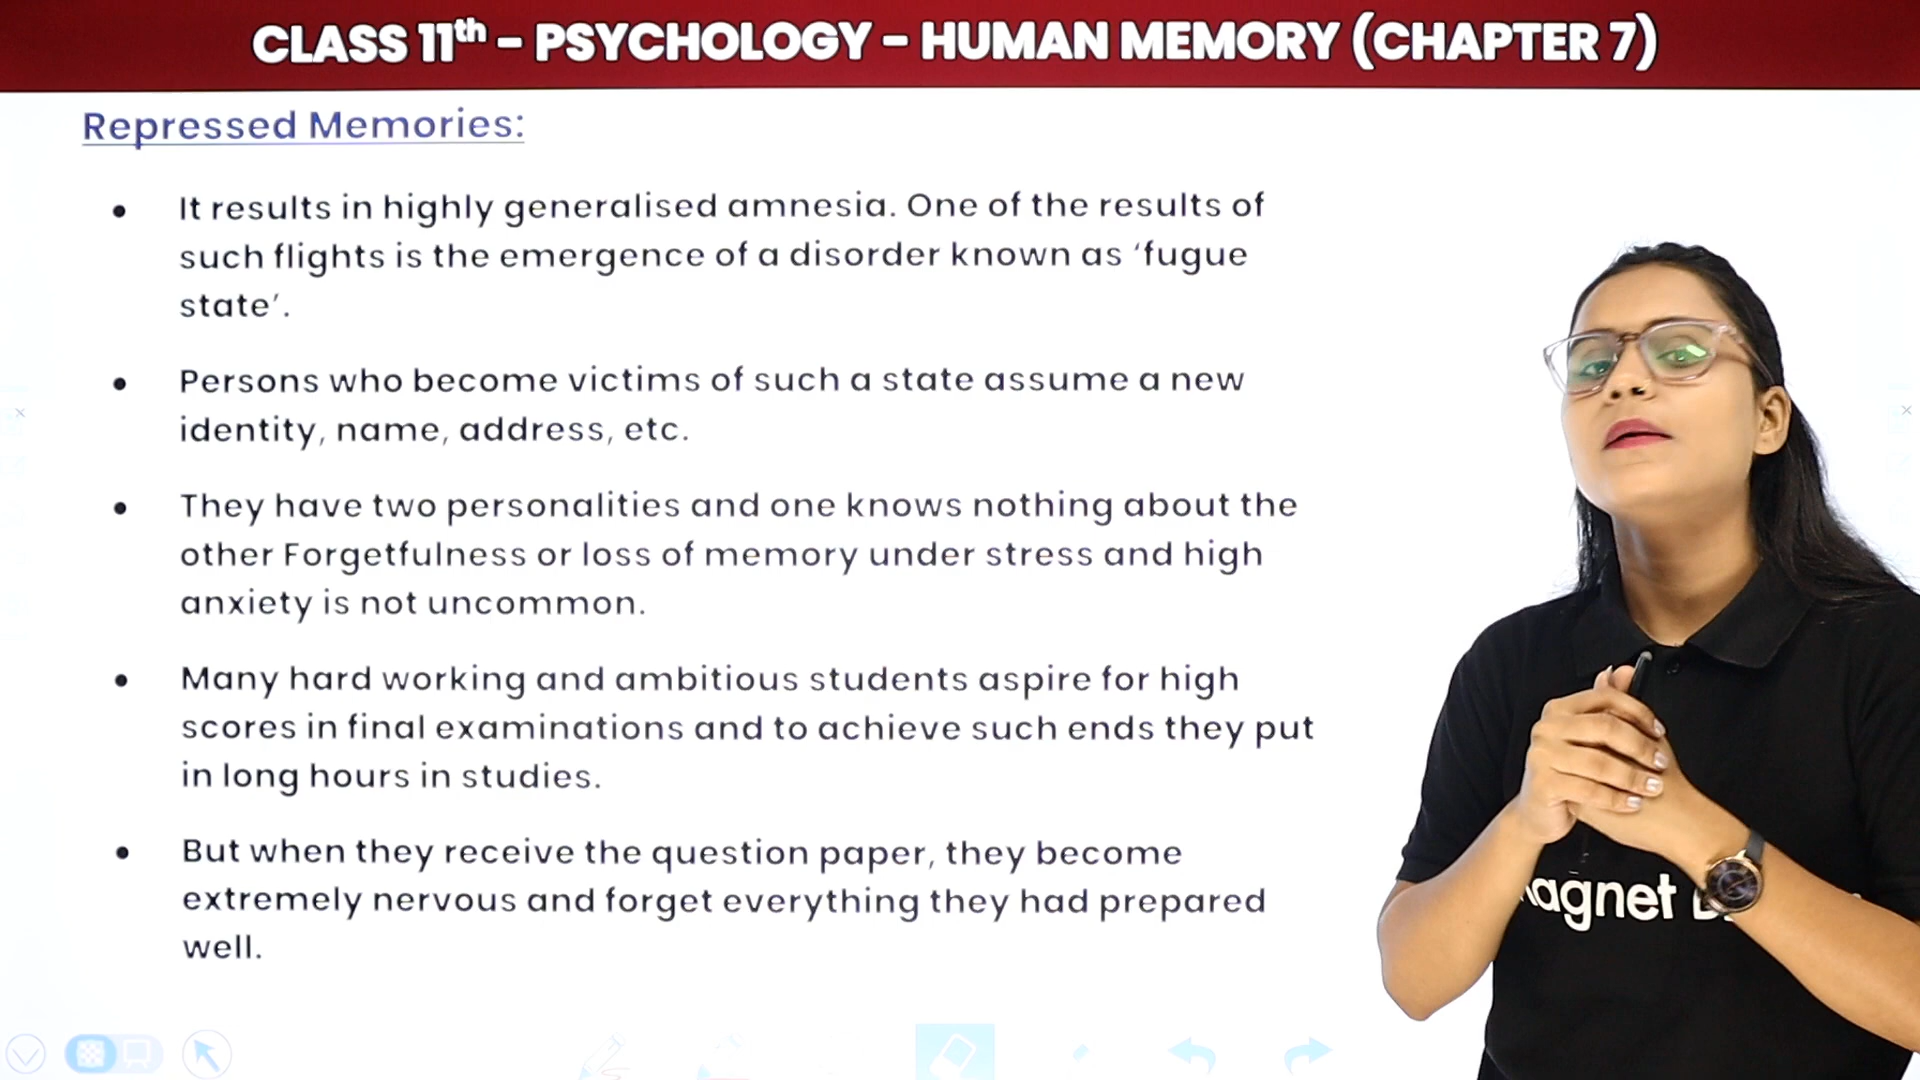 CLASS 11th – PSYCHOLOGY – HUMAN MEMORY (CHAPTER 7)
Repressed Memories:
• It results in highly generalised amnesia. One of the results of
such flights is the emergence of a disorder known as ‘fugue
state’.
• Persons who become victims of such a state assume a new
identity, name, address, etc.
• They have two personalities and one knows nothing about the
other Forgetfulness or loss of memory under stress and high
anxiety is not uncommon.
• Many hard working and ambitious students aspire for high
scores in final examinations and to achieve such ends they put
in long hours in studies.
• But when they receive the question paper, they become
extremely nervous and forget everything they had prepared
well.
agnet